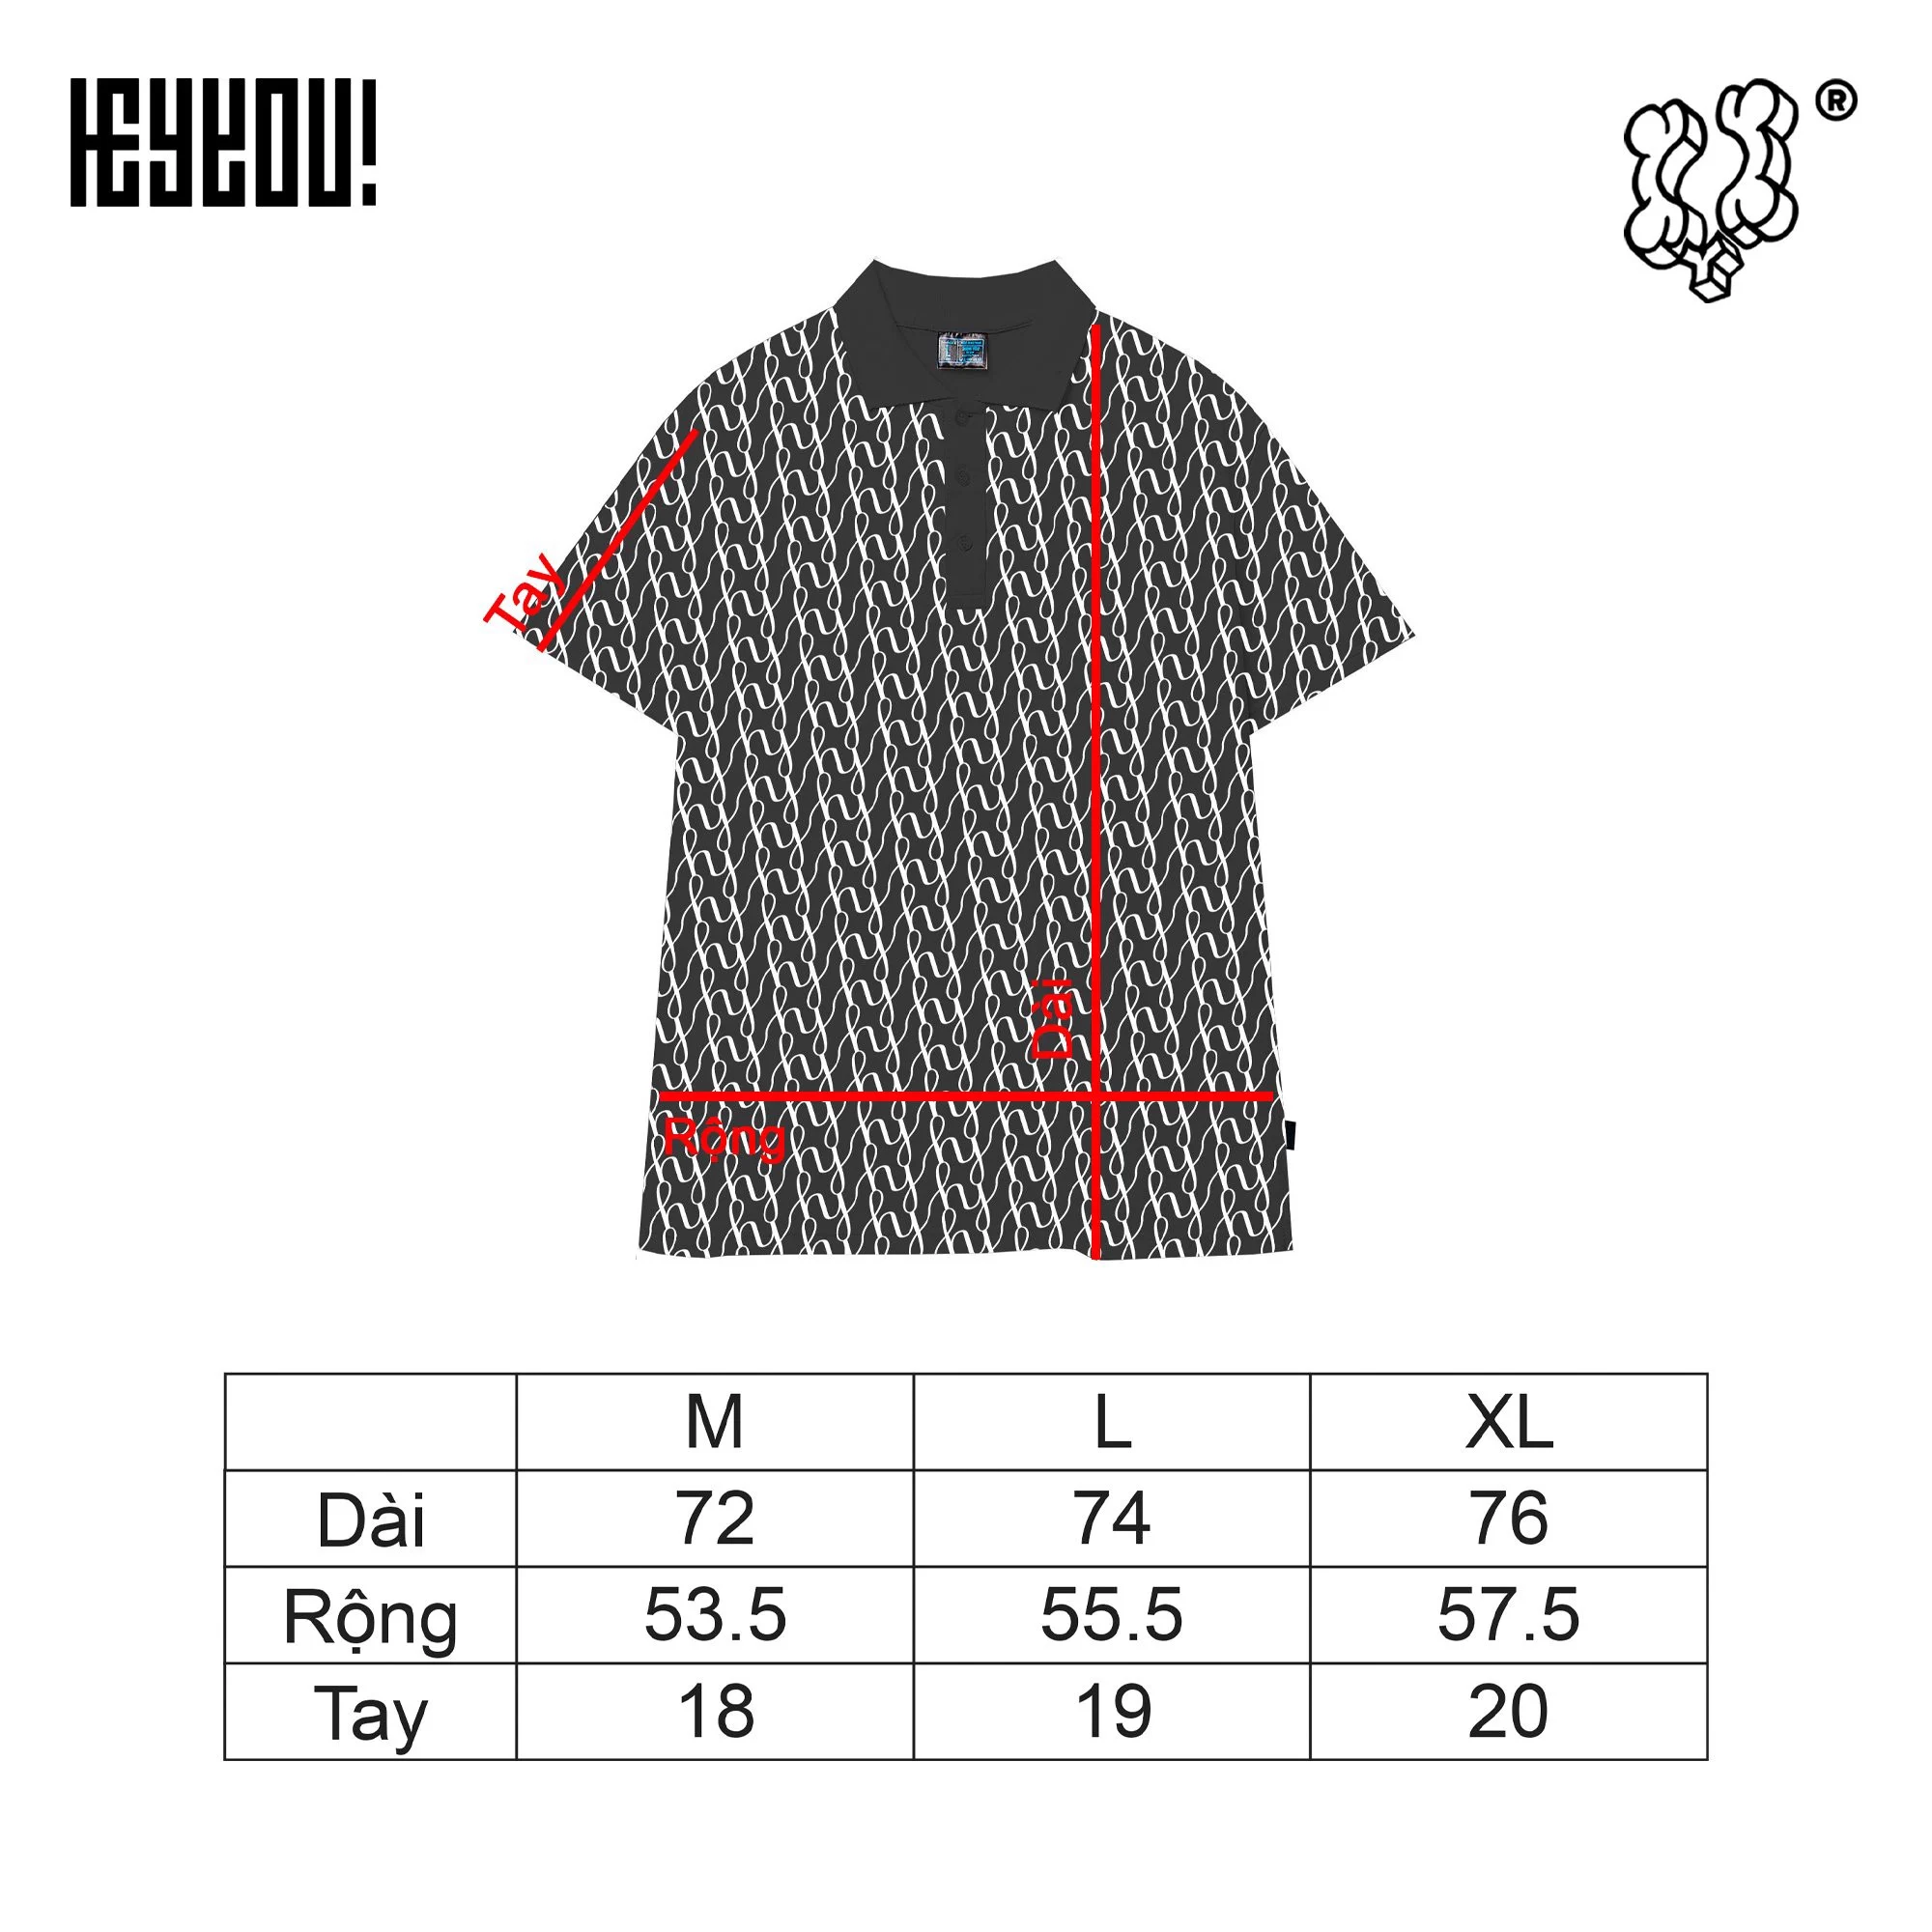 HEYYOU!
®
Tay
Dài
Rộng
M L XL
Dài 72 74 76
Rộng 53.5 55.5 57.5
Tay 18 19 20